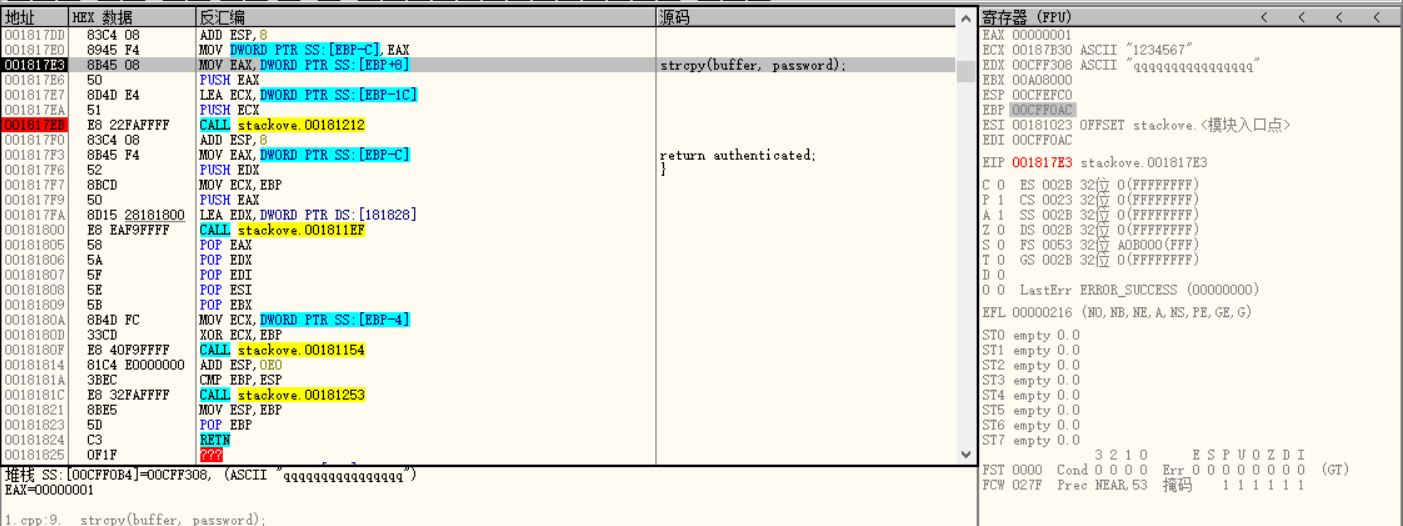 地址 HEX 数据 反汇编 源码
001817DD 83C4 08 ADD ESP,8
001817E0 8945 F4 MOV DWORD PTR SS:[EBP-C],EAX
001817E3 8B45 08 MOV EAX,DWORD PTR SS:[EBP+8] strcpy(buffer, password);
001817E6 50 PUSH EAX
001817E7 8D4D E4 LEA ECX,DWORD PTR SS:[EBP-1C]
001817EA 51 PUSH ECX
001817EB E8 22FAFFFF CALL stackove.00181212
001817F0 83C4 08 ADD ESP,8
001817F3 8B45 F4 MOV EAX,DWORD PTR SS:[EBP-C] return authenticated;
001817F6 52 PUSH EDX }
001817F7 8BCD MOV ECX,EBP
001817F9 50 PUSH EAX
001817FA 8D15 28181800 LEA EDX,DWORD PTR DS:[181828]
00181800 E8 EAF9FFFF CALL stackove.001811EF
00181805 58 POP EAX
00181806 5A POP EDX
00181807 5F POP EDI
00181808 5E POP ESI
00181809 5B POP EBX
0018180A 8B4D FC MOV ECX,DWORD PTR SS:[EBP-4]
0018180D 33CD XOR ECX,EBP
0018180F E8 40F9FFFF CALL stackove.00181154
00181814 81C4 E0000000 ADD ESP,0E0
0018181A 3BEC CMP EBP,ESP
0018181C E8 32FAFFFF CALL stackove.00181253
00181821 8BE5 MOV ESP,EBP
00181823 5D POP EBP
00181824 C3 RETN
00181825 0F1F ???
堆栈 SS:[00CFF0B4]=00CFF308, (ASCII "qqqqqqqqqqqqqqqq")
EAX=00000001
1.cpp:9. strcpy(buffer, password);
寄存器 (FPU) < < < <
EAX 00000001
ECX 00187B30 ASCII "1234567"
EDX 00CFF308 ASCII "qqqqqqqqqqqqqqqq"
EBX 00A08000
ESP 00CFEFC0
EBP 00CFF0AC
ESI 00181023 OFFSET stackove.<模块入口点>
EDI 00CFF0AC
EIP 001817E3 stackove.001817E3
C 0 ES 002B 32位 0(FFFFFFFF)
P 1 CS 0023 32位 0(FFFFFFFF)
A 1 SS 002B 32位 0(FFFFFFFF)
Z 0 DS 002B 32位 0(FFFFFFFF)
S 0 FS 0053 32位 A0B000(FFF)
T 0 GS 002B 32位 0(FFFFFFFF)
D 0
O 0 LastErr ERROR_SUCCESS (00000000)
EFL 00000216 (NO,NB,NE,A,NS,PE,GE,G)
ST0 empty 0.0
ST1 empty 0.0
ST2 empty 0.0
ST3 empty 0.0
ST4 empty 0.0
ST5 empty 0.0
ST6 empty 0.0
ST7 empty 0.0
3 2 1 0 E S P U O Z D I
FST 0000 Cond 0 0 0 0 Err 0 0 0 0 0 0 0 0 (GT)
FCW 027F Prec NEAR,53 掩码 1 1 1 1 1 1